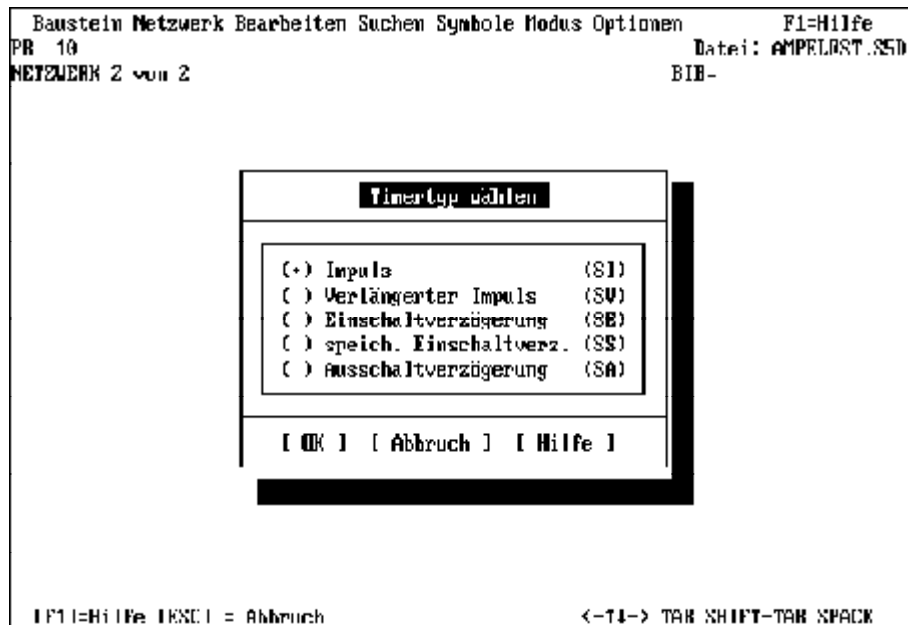 Baustein Netzwerk Bearbeiten Suchen Symbole Modus Optionen F1=Hilfe
PB 10 Datei: AMPEL@ST.S5D
NETZWERK 2 von 2 BIB=
Timertyp wählen
(•) Impuls (SI)
( ) Verlängerter Impuls (SV)
( ) Einschaltverzögerung (SE)
( ) speich. Einschaltverz. (SS)
( ) Ausschaltverzögerung (SA)
[ OK ] [ Abbruch ] [ Hilfe ]
[F1]=Hilfe [ESC] = Abbruch <-↑↓-> TAB SHIFT-TAB SPACE